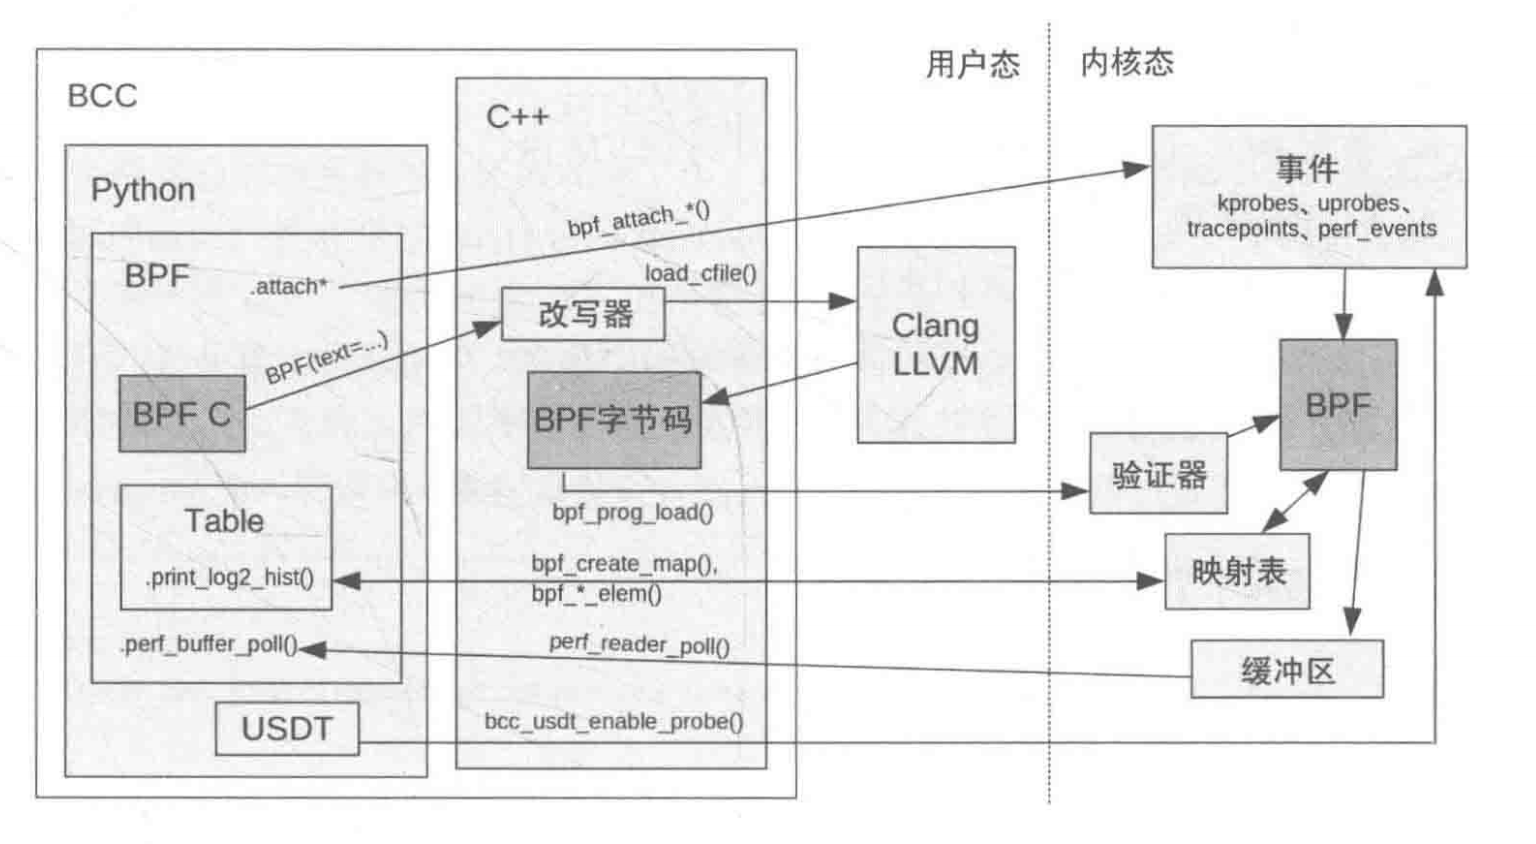 用户态
内核态
BCC
C++
Python
事件
kprobes、uprobes、
tracepoints、perf_events
bpf_attach_*()
BPF
.attach*
load_cfile()
改写器
Clang
LLVM
BPF(text=...)
BPF C
BPF字节码
BPF
验证器
bpf_prog_load()
Table
.print_log2_hist()
bpf_create_map(),
bpf_*_elem()
映射表
.perf_buffer_poll()
perf_reader_poll()
缓冲区
USDT
bcc_usdt_enable_probe()